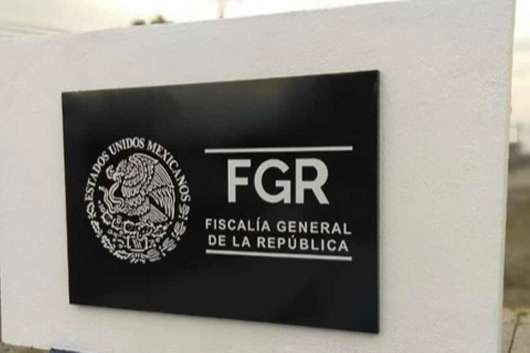 ESTADOS UNIDOS MEXICANOS
FGR
FISCALÍA GENERAL
DE LA REPÚBLICA